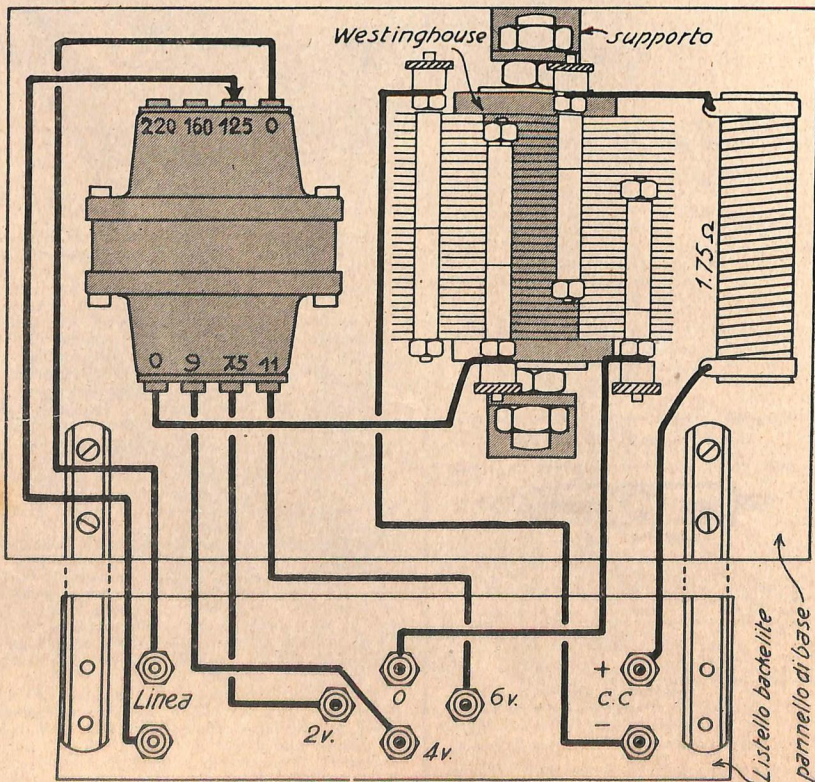 Westinghouse
supporto
220 160 125 0
1.75 Ω
0 9 7.5 11
Linea
2v.
0
4v.
6v.
+
c.c
−
Listello bachelite
pannello di base